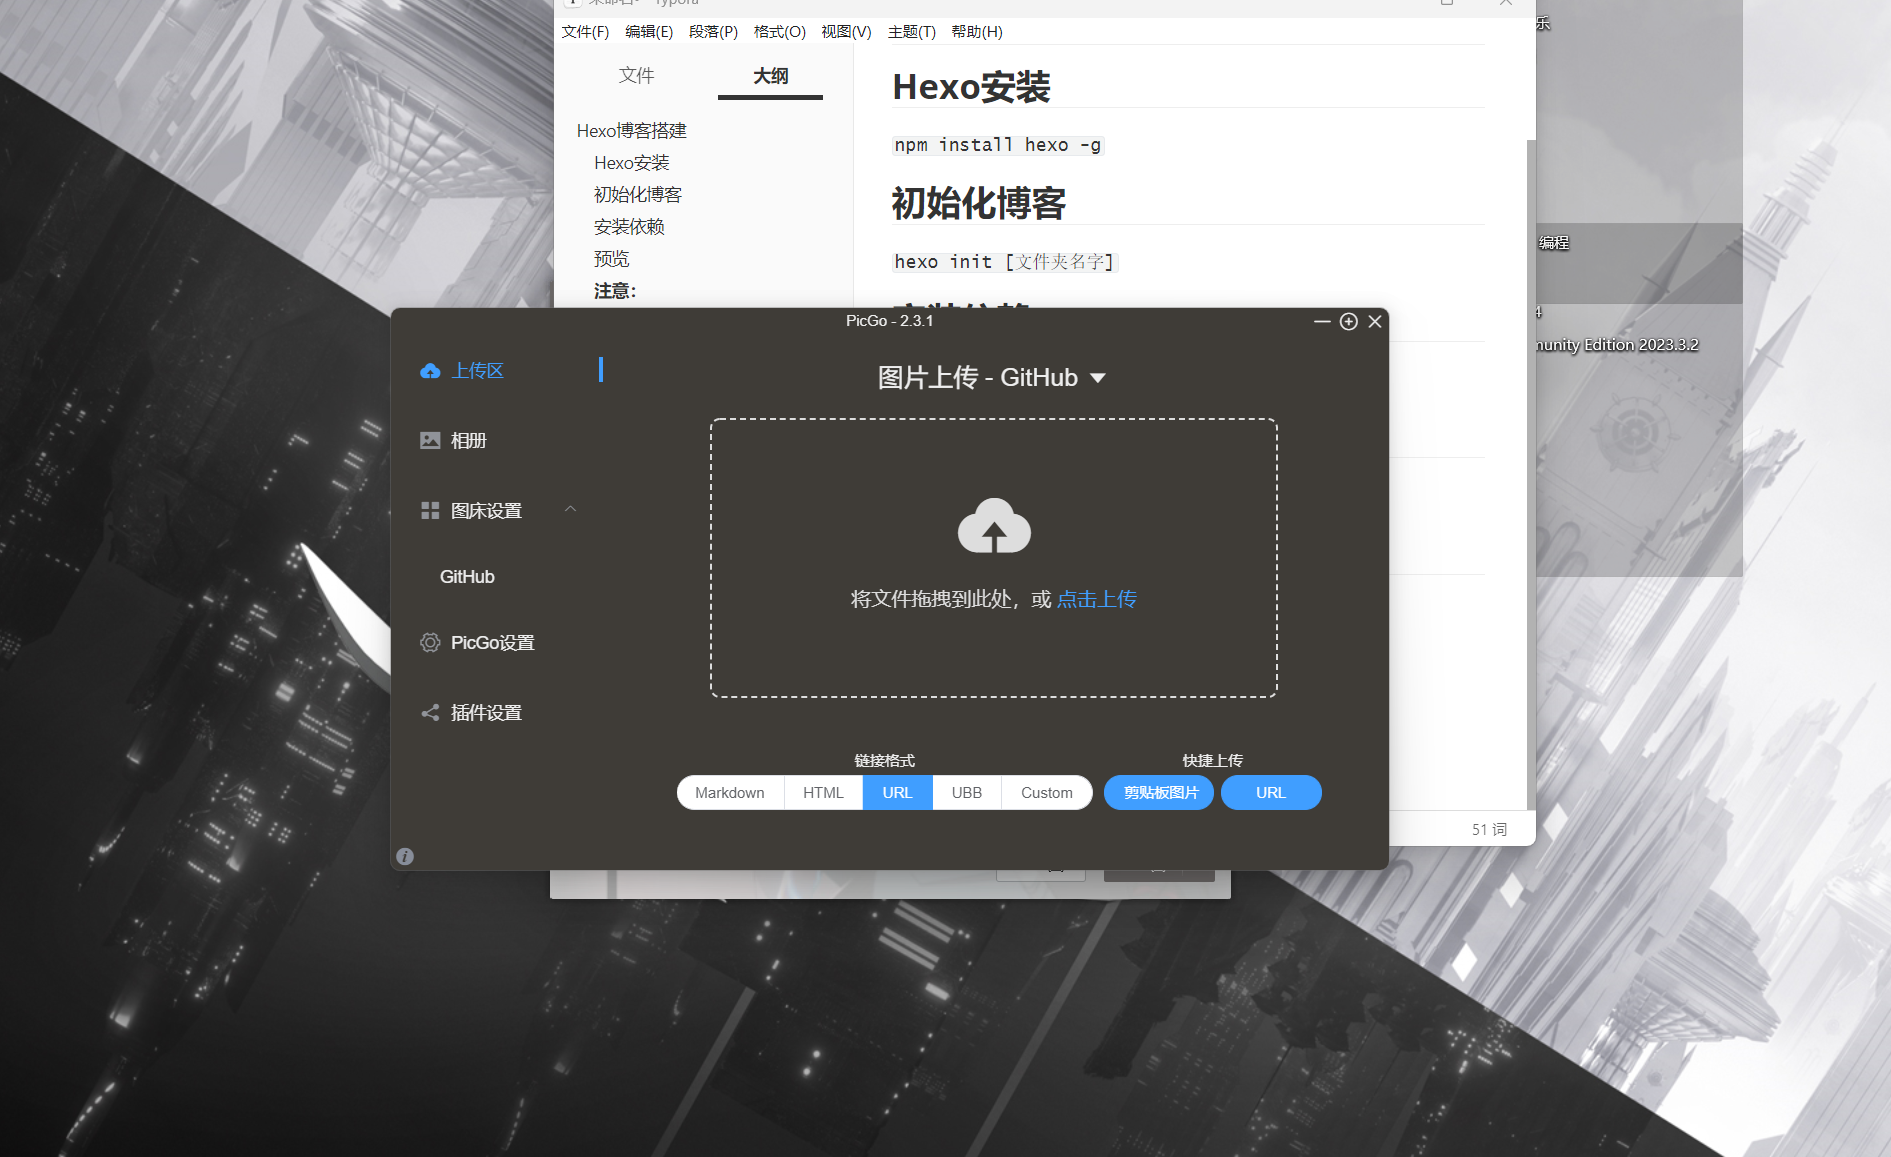 文件(F) 编辑(E) 段落(P) 格式(O) 视图(V) 主题(T) 帮助(H)
文件 大纲
Hexo博客搭建
Hexo安装
初始化博客
安装依赖
预览
注意：
Hexo安装
npm install hexo -g
初始化博客
hexo init [文件夹名字]
51 词
乐
编程
munity Edition 2023.3.2
PicGo - 2.3.1
上传区
相册
图床设置
GitHub
PicGo设置
插件设置
图片上传 - GitHub
将文件拖拽到此处，或 点击上传
链接格式
Markdown HTML URL UBB Custom
快捷上传
剪贴板图片 URL